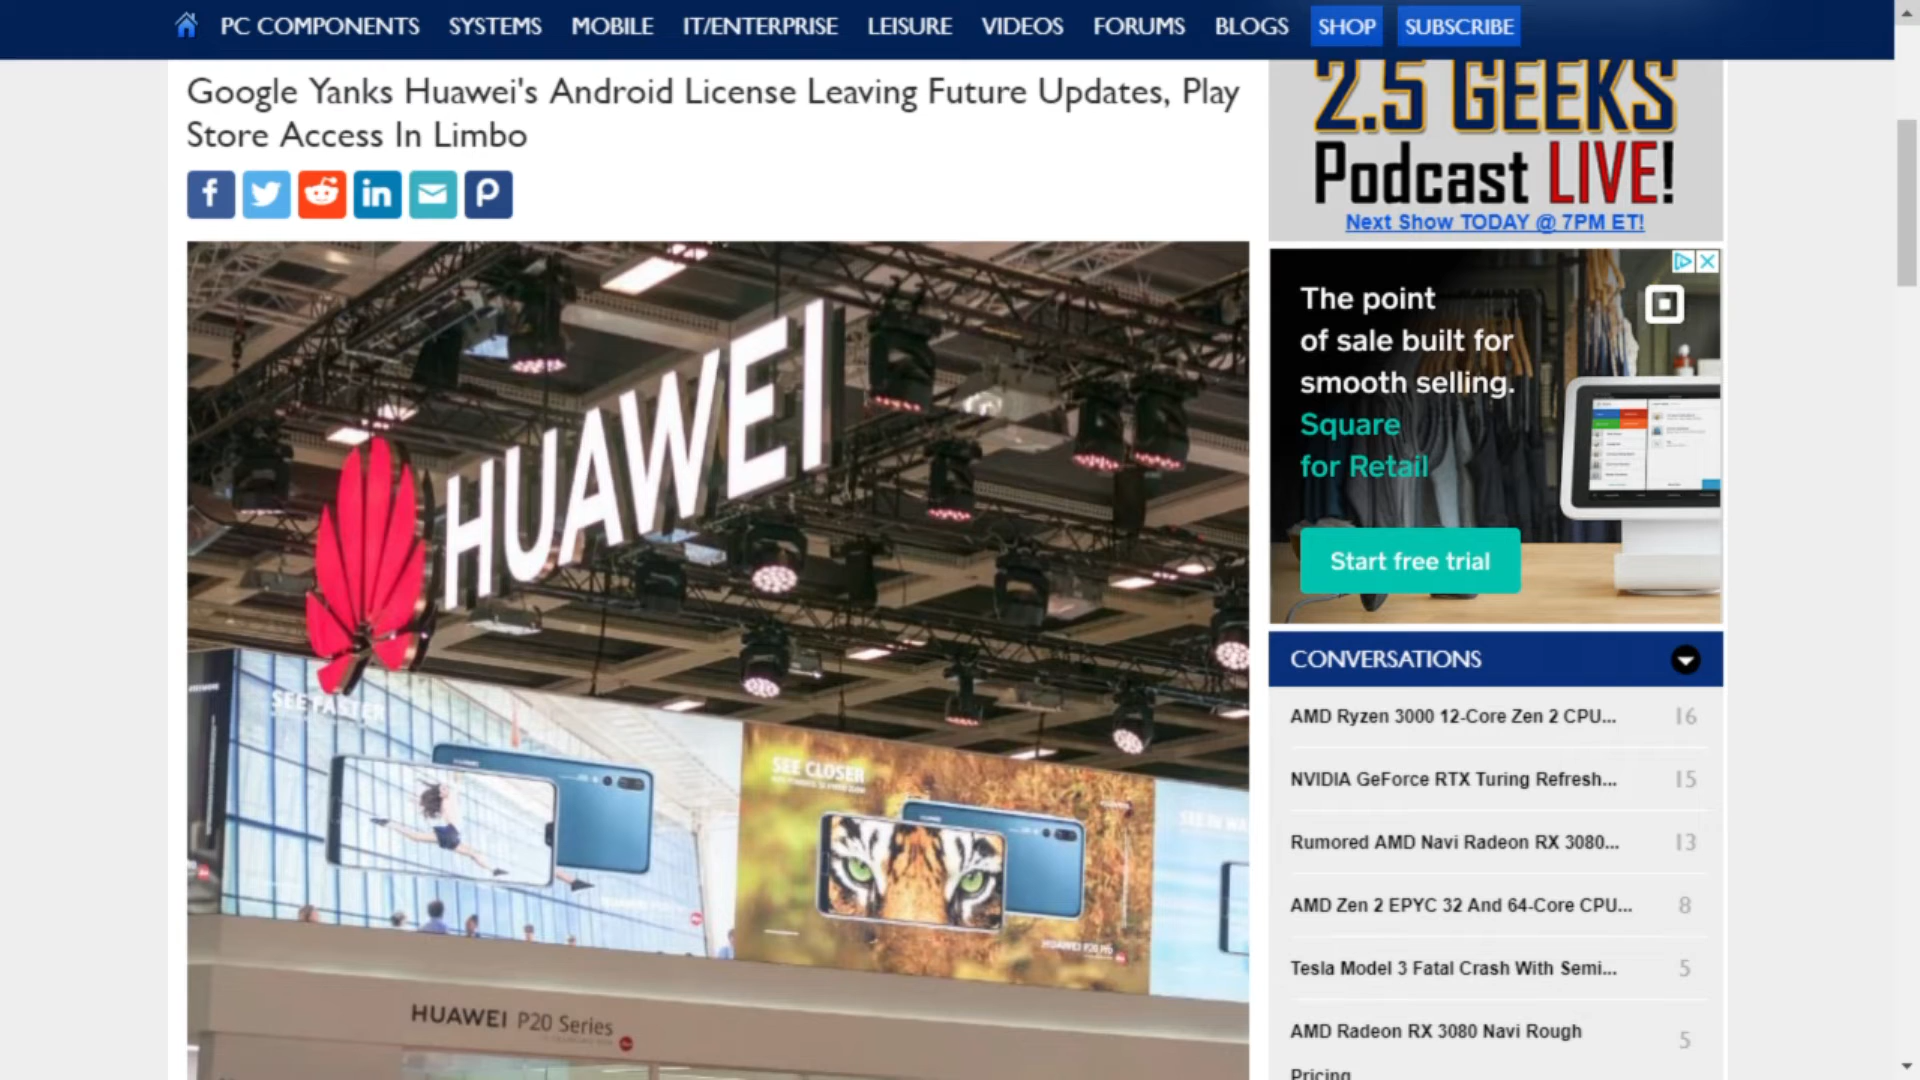 PC COMPONENTS SYSTEMS MOBILE IT/ENTERPRISE LEISURE VIDEOS FORUMS BLOGS SHOP SUBSCRIBE
Google Yanks Huawei's Android License Leaving Future Updates, Play
Store Access In Limbo
HUAWEI
SEE FASTER
SEE CLOSER
HUAWEI P20 Series
2.5 GEEKS
Podcast LIVE!
Next Show TODAY @ 7PM ET!
The point
of sale built for
smooth selling.
Square
for Retail
Start free trial
CONVERSATIONS
AMD Ryzen 3000 12-Core Zen 2 CPU... 16
NVIDIA GeForce RTX Turing Refresh... 15
Rumored AMD Navi Radeon RX 3080... 13
AMD Zen 2 EPYC 32 And 64-Core CPU... 8
Tesla Model 3 Fatal Crash With Semi... 5
AMD Radeon RX 3080 Navi Rough 5
Pricing